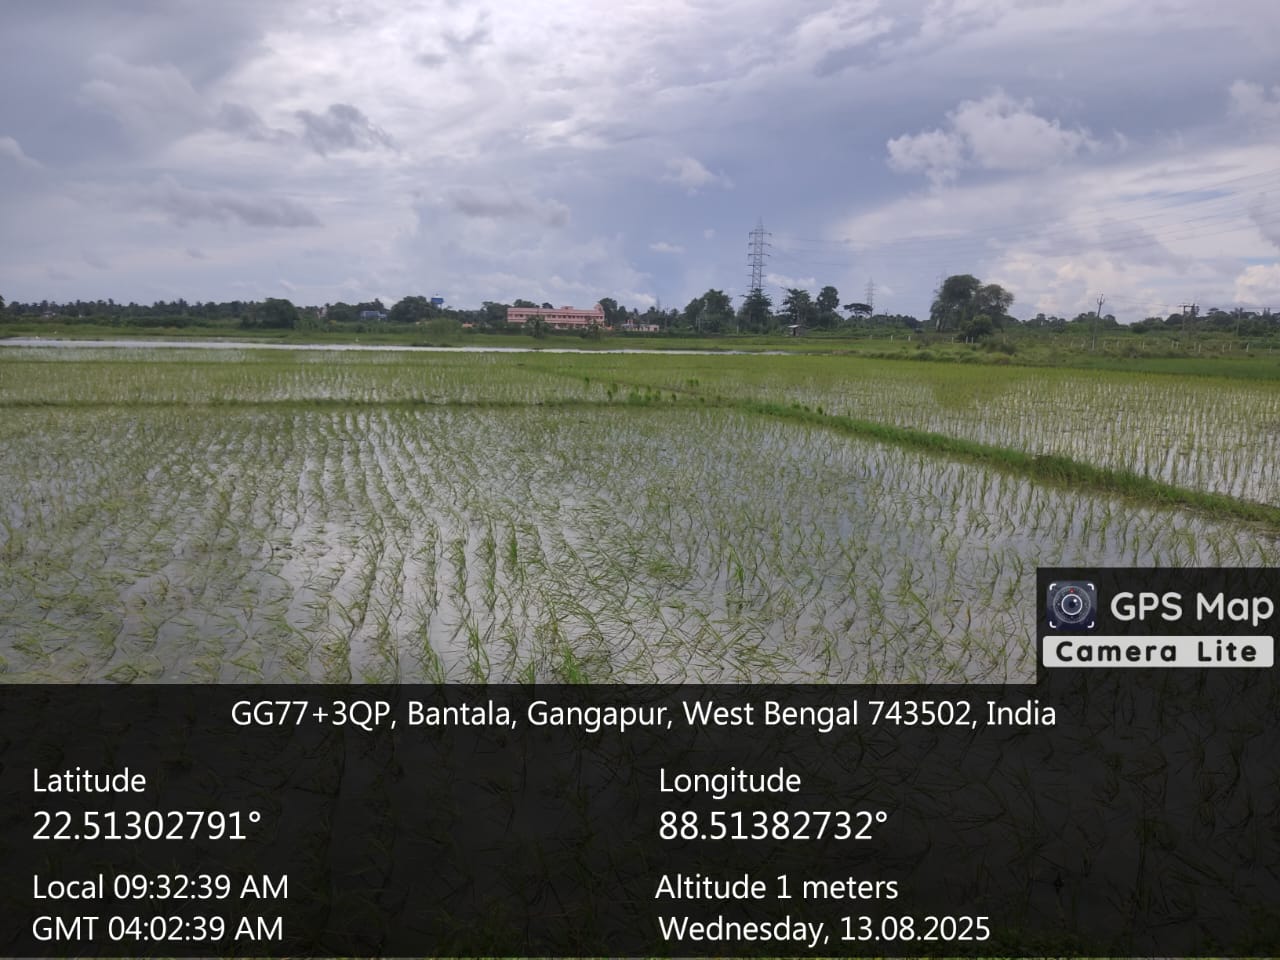 GPS Map
Camera Lite
GG77+3QP, Bantala, Gangapur, West Bengal 743502, India
Latitude
22.51302791°
Longitude
88.51382732°
Local 09:32:39 AM
GMT 04:02:39 AM
Altitude 1 meters
Wednesday, 13.08.2025